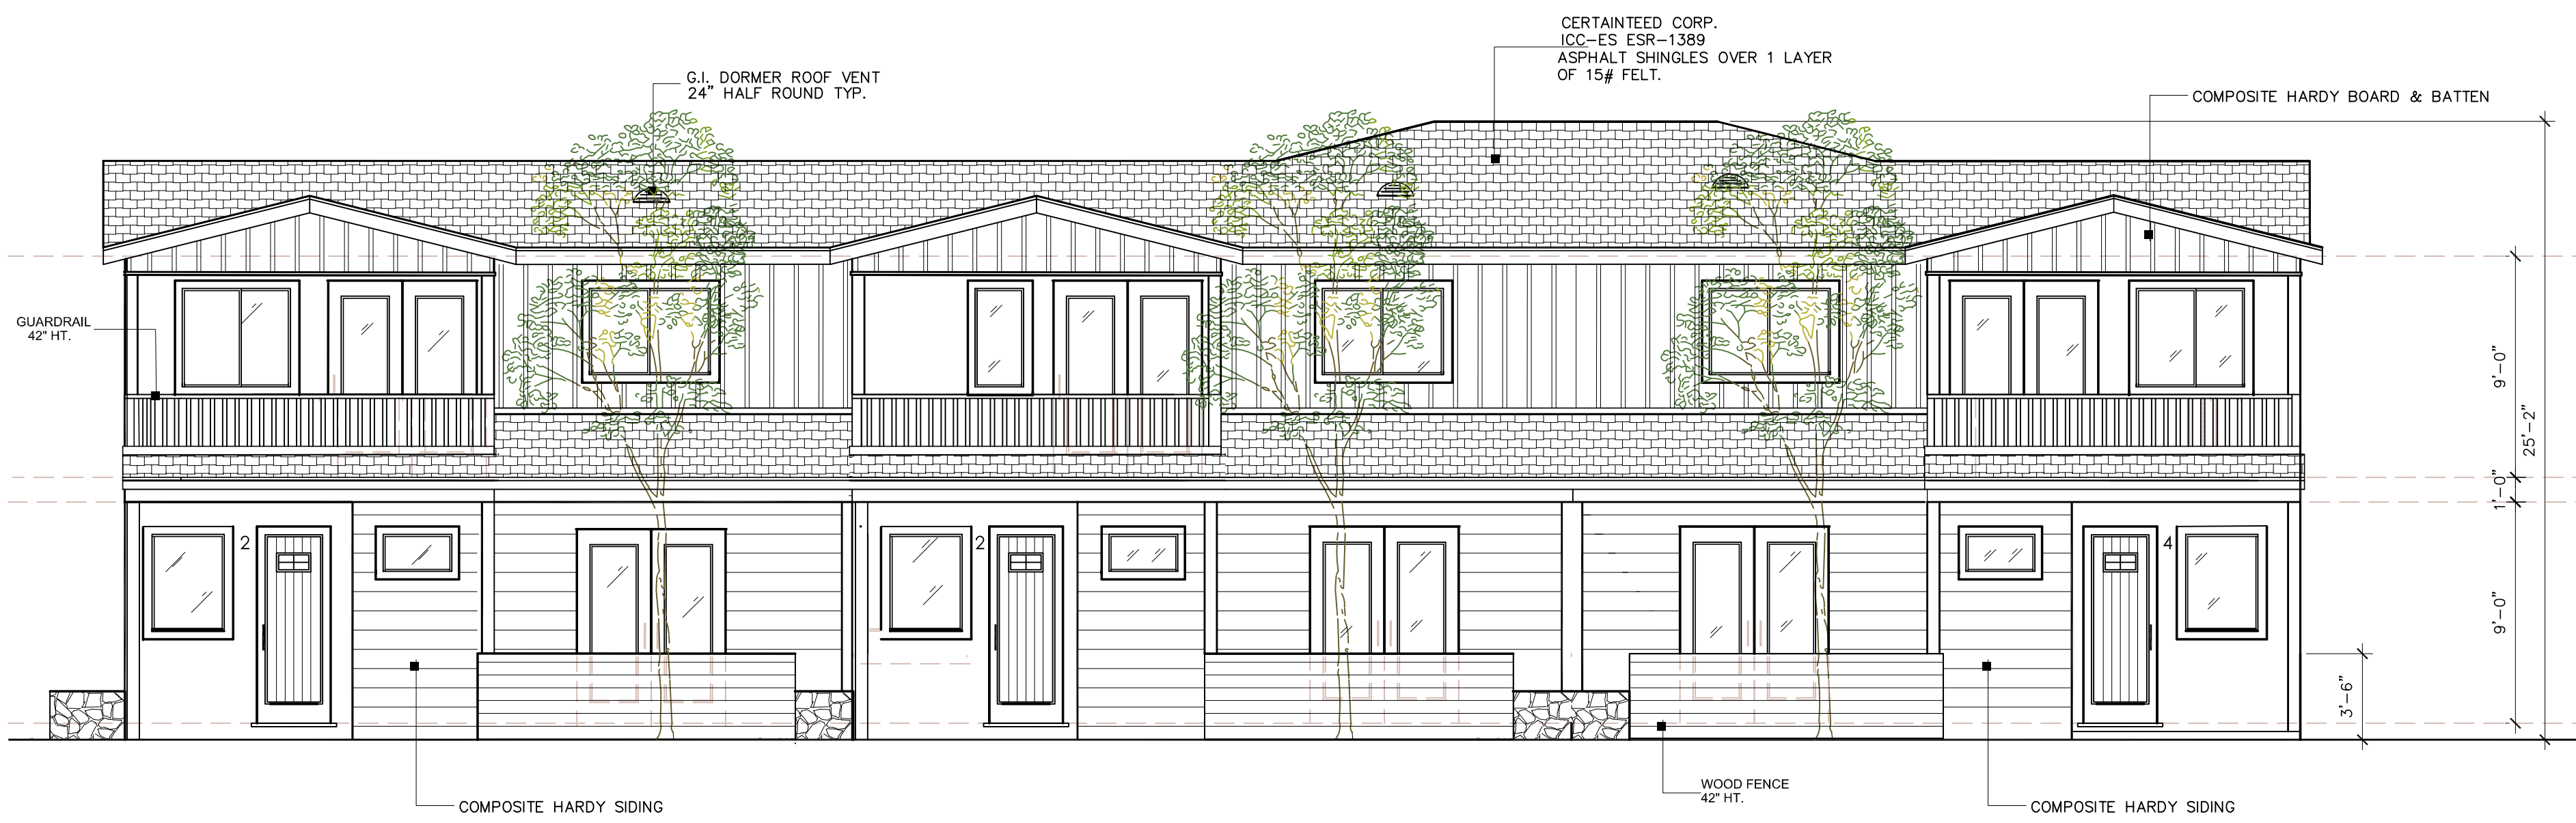 CERTAINTEED CORP.
ICC-ES ESR-1389
ASPHALT SHINGLES OVER 1 LAYER
OF 15# FELT.
G.I. DORMER ROOF VENT
24" HALF ROUND TYP.
COMPOSITE HARDY BOARD & BATTEN
GUARDRAIL
42" HT.
9'-0"
25'-2"
1'-0"
2
2
4
9'-0"
3'-6"
WOOD FENCE
42" HT.
COMPOSITE HARDY SIDING
COMPOSITE HARDY SIDING